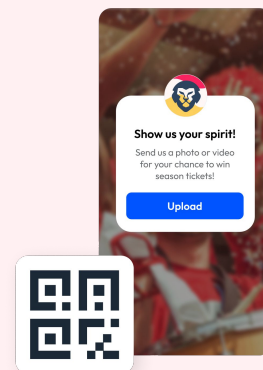 Show us your spirit!
Send us a photo or video
for your chance to win
season tickets!
Upload